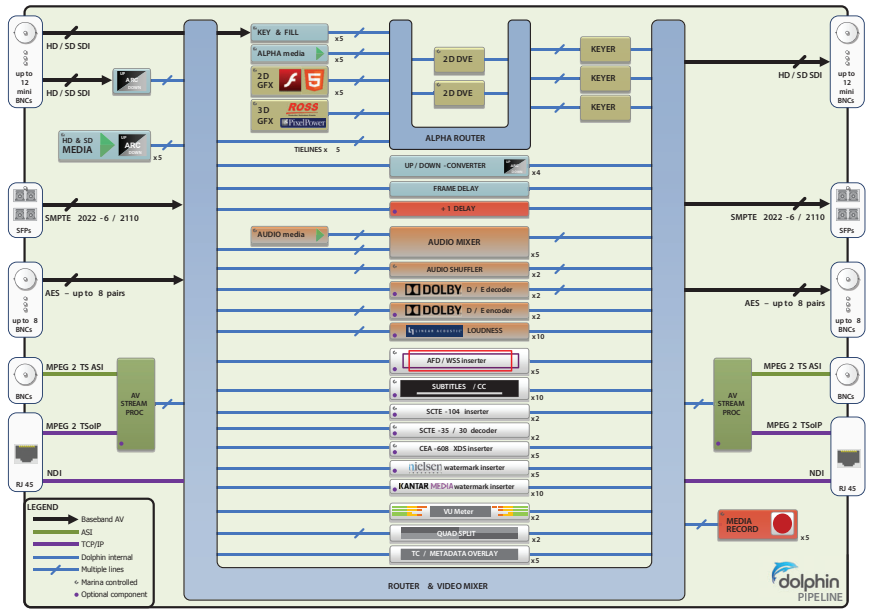 HD / SD SDI
up to
12
mini
BNCs
HD / SD SDI
UP
ARC
DOWN
HD & SD
MEDIA
UP
ARC
DOWN
x5
SMPTE 2022 -6 / 2110
SFPs
AES – up to 8 pairs
up to 8
BNCs
MPEG 2 TS ASI
BNCs
AV
STREAM
PROC
MPEG 2 TSoIP
NDI
RJ 45
LEGEND
Baseband AV
ASI
TCP/IP
Dolphin internal
Multiple lines
Marina controlled
Optional component
KEY & FILL
x5
ALPHA media
x5
2D
GFX
x5
3D
GFX
ROSS
PixelPower
TIELINES x 5
2D DVE
2D DVE
ALPHA ROUTER
KEYER
KEYER
KEYER
UP / DOWN -CONVERTER
UP
ARC
DOWN
x4
FRAME DELAY
+ 1 DELAY
AUDIO media
AUDIO MIXER
x5
AUDIO SHUFFLER
x2
DOLBY D / E decoder
x2
DOLBY D / E encoder
x2
LINEAR ACOUSTIC LOUDNESS
x10
AFD / WSS inserter
x5
SUBTITLES / CC
x10
SCTE -104 inserter
x2
SCTE -35 / 30 decoder
x2
CEA -608 XDS inserter
x5
nielsen watermark inserter
x5
KANTAR MEDIA watermark inserter
x10
VU Meter
x2
QUAD SPLIT
x2
TC / METADATA OVERLAY
x5
ROUTER & VIDEO MIXER
HD / SD SDI
up to
12
mini
BNCs
SMPTE 2022 -6 / 2110
SFPs
AES – up to 8 pairs
up to 8
BNCs
MPEG 2 TS ASI
BNCs
AV
STREAM
PROC
MPEG 2 TSoIP
NDI
RJ 45
MEDIA
RECORD
x5
dolphin
PIPELINE